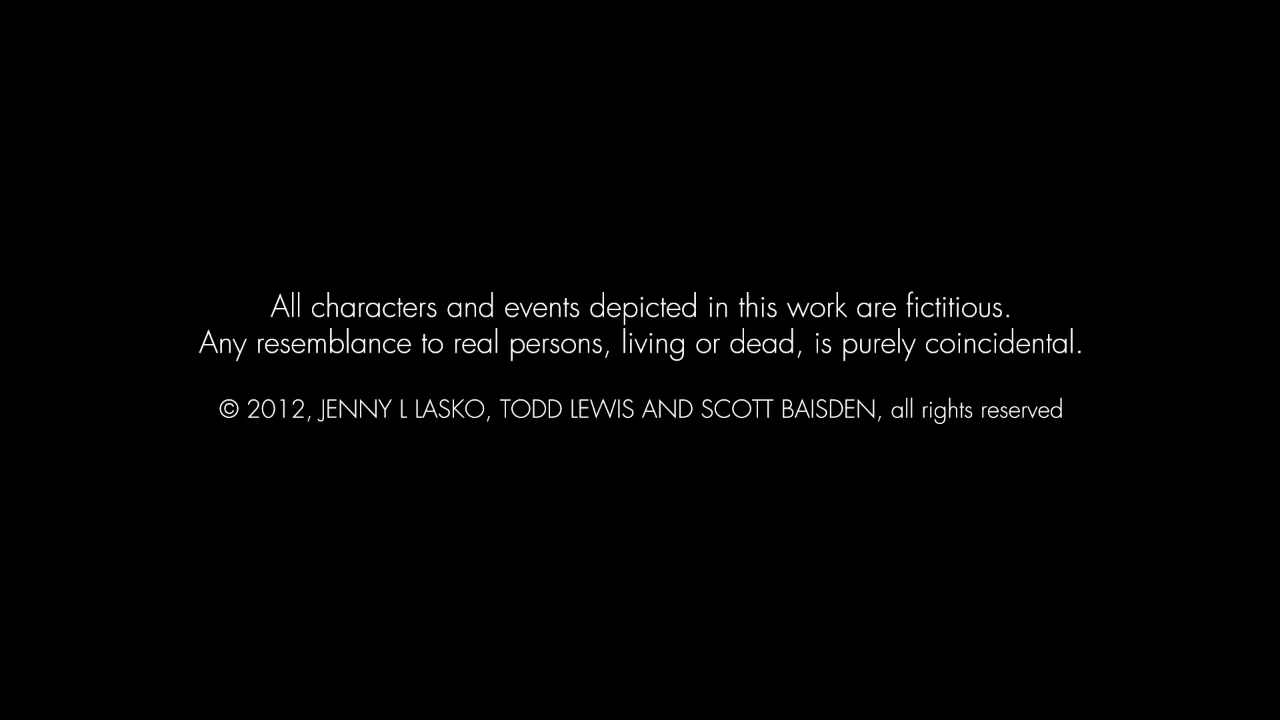 All characters and events depicted in this work are fictitious.
Any resemblance to real persons, living or dead, is purely coincidental.
© 2012, JENNY L LASKO, TODD LEWIS AND SCOTT BAISDEN, all rights reserved